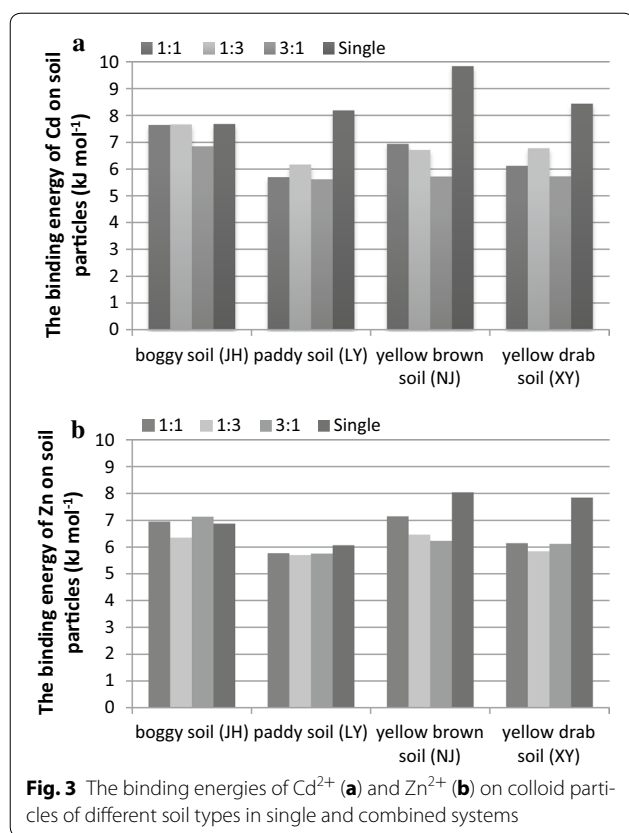 a
1:1 1:3 3:1 Single
The binding energy of Cd on soil
particles (kJ mol⁻¹)
10
9
8
7
6
5
4
3
2
1
0
boggy soil (JH) paddy soil (LY) yellow brown soil (NJ) yellow drab soil (XY)
b
1:1 1:3 3:1 Single
The binding energy of Zn on soil
particles (kJ mol⁻¹)
10
9
8
7
6
5
4
3
2
1
0
boggy soil (JH) paddy soil (LY) yellow brown soil (NJ) yellow drab soil (XY)
Fig. 3 The binding energies of Cd²⁺ (a) and Zn²⁺ (b) on colloid parti-
cles of different soil types in single and combined systems